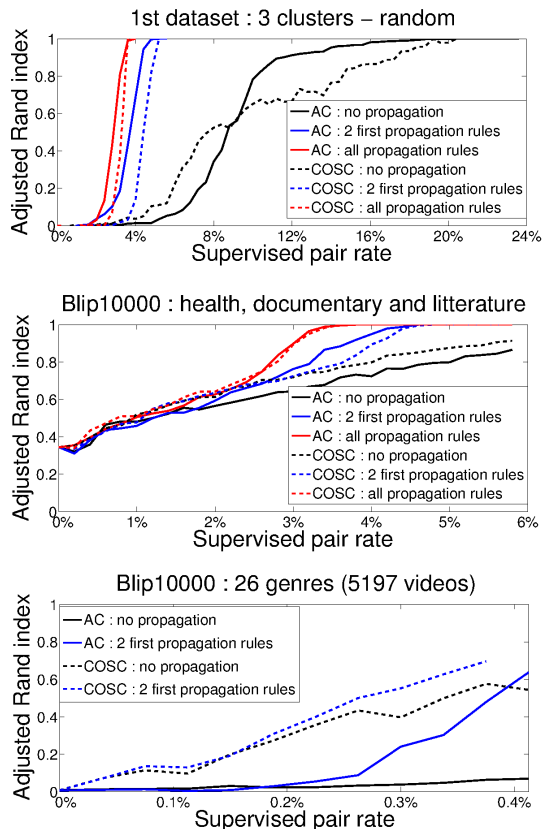 1st dataset : 3 clusters − random
Adjusted Rand index
1
0.8
0.6
0.4
0.2
0
AC : no propagation
AC : 2 first propagation rules
AC : all propagation rules
COSC : no propagation
COSC : 2 first propagation rules
COSC : all propagation rules
0% 4% 8% 12% 16% 20% 24%
Supervised pair rate
Blip10000 : health, documentary and litterature
Adjusted Rand index
1
0.8
0.6
0.4
0.2
0
AC : no propagation
AC : 2 first propagation rules
AC : all propagation rules
COSC : no propagation
COSC : 2 first propagation rules
COSC : all propagation rules
0% 1% 2% 3% 4% 5% 6%
Supervised pair rate
Blip10000 : 26 genres (5197 videos)
Adjusted Rand index
1
0.8
0.6
0.4
0.2
0
AC : no propagation
AC : 2 first propagation rules
COSC : no propagation
COSC : 2 first propagation rules
0% 0.1% 0.2% 0.3% 0.4%
Supervised pair rate